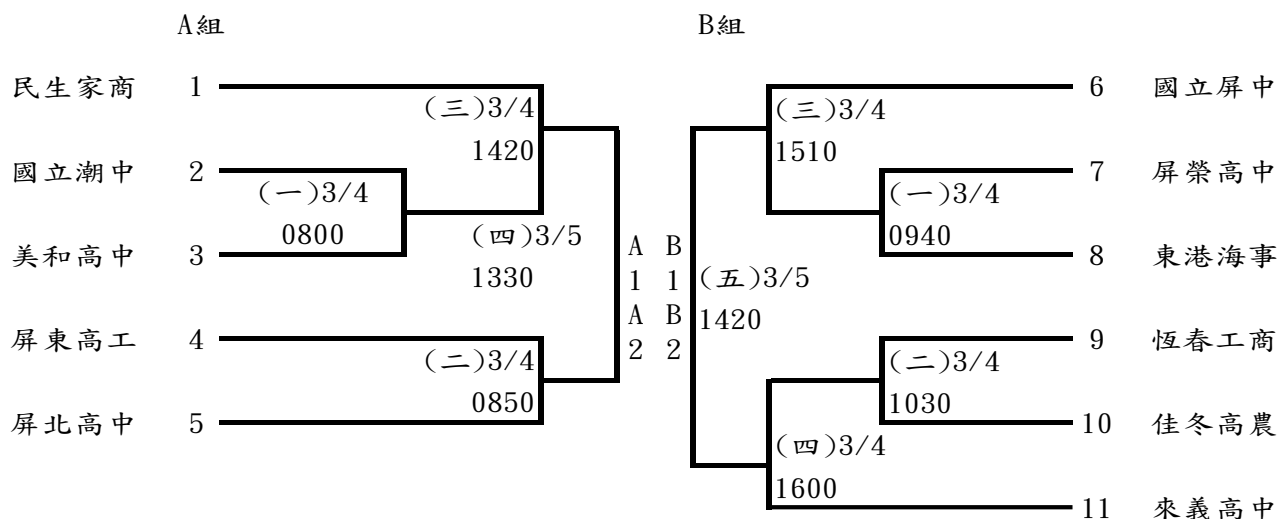 A組 B組
民生家商 1 6 國立屏中
(三)3/4 (三)3/4
1420 1510
國立潮中 2 7 屏榮高中
(一)3/4 (一)3/4
0800 0940
美和高中 3 8 東港海事
(四)3/5 A1A2 B1B2 (五)3/5
1330 1420
屏東高工 4 9 恆春工商
(二)3/4 (二)3/4
0850 1030
屏北高中 5 10 佳冬高農
(四)3/4
1600
11 來義高中